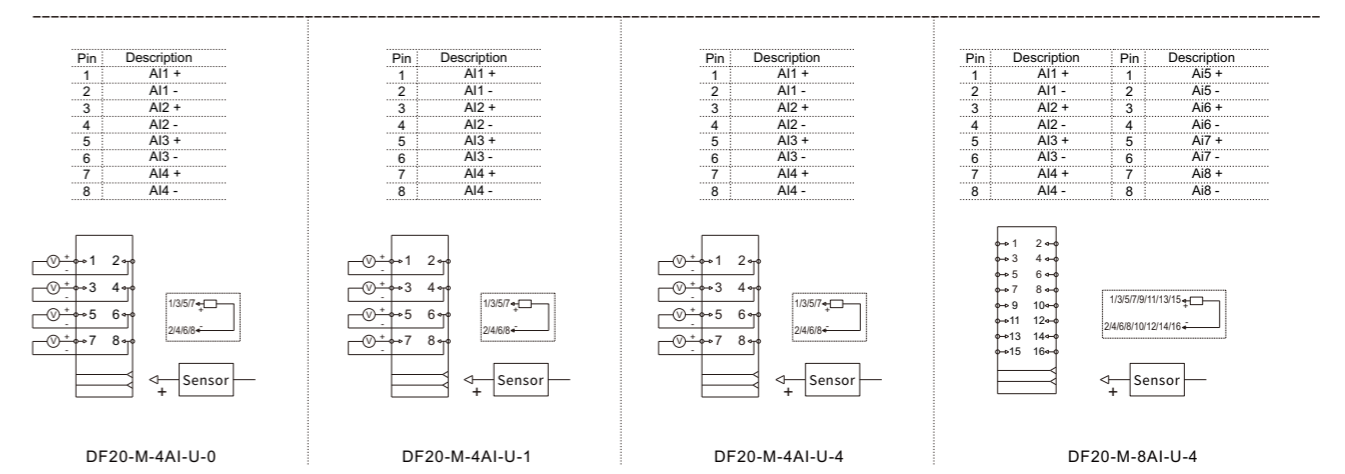 Pin Description
1 AI1 +
2 AI1 -
3 AI2 +
4 AI2 -
5 AI3 +
6 AI3 -
7 AI4 +
8 AI4 -
V + 1 2
-
V + 3 4
-
V + 5 6
-
V + 7 8
-
1/3/5/7
+
2/4/6/8 -
Sensor
+
DF20-M-4AI-U-0
Pin Description
1 AI1 +
2 AI1 -
3 AI2 +
4 AI2 -
5 AI3 +
6 AI3 -
7 AI4 +
8 AI4 -
V + 1 2
-
V + 3 4
-
V + 5 6
-
V + 7 8
-
1/3/5/7
+
2/4/6/8 -
Sensor
+
DF20-M-4AI-U-1
Pin Description
1 AI1 +
2 AI1 -
3 AI2 +
4 AI2 -
5 AI3 +
6 AI3 -
7 AI4 +
8 AI4 -
V + 1 2
-
V + 3 4
-
V + 5 6
-
V + 7 8
-
1/3/5/7
+
2/4/6/8 -
Sensor
+
DF20-M-4AI-U-4
Pin Description Pin Description
1 AI1 + 1 Ai5 +
2 AI1 - 2 Ai5 -
3 AI2 + 3 Ai6 +
4 AI2 - 4 Ai6 -
5 AI3 + 5 Ai7 +
6 AI3 - 6 Ai7 -
7 AI4 + 7 Ai8 +
8 AI4 - 8 Ai8 -
1 2
3 4
5 6
7 8
9 10
11 12
13 14
15 16
1/3/5/7/9/11/13/15
+
2/4/6/8/10/12/14/16 -
Sensor
+
DF20-M-8AI-U-4